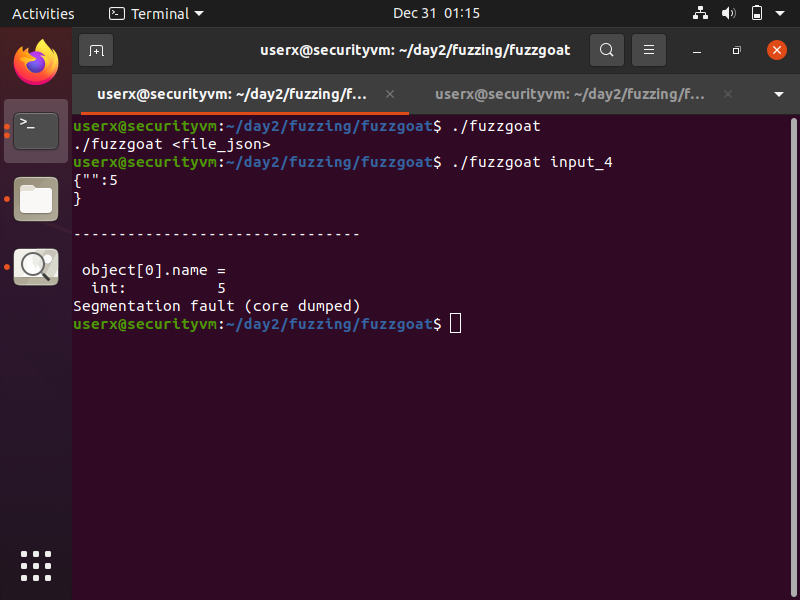 Activities Terminal Dec 31 01:15
userx@securityvm: ~/day2/fuzzing/fuzzgoat
userx@securityvm: ~/day2/fuzzing/f... userx@securityvm: ~/day2/fuzzing/f...
userx@securityvm:~/day2/fuzzing/fuzzgoat$ ./fuzzgoat
./fuzzgoat <file_json>
userx@securityvm:~/day2/fuzzing/fuzzgoat$ ./fuzzgoat input_4
{"":5
}
--------------------------------
object[0].name =
int: 5
Segmentation fault (core dumped)
userx@securityvm:~/day2/fuzzing/fuzzgoat$